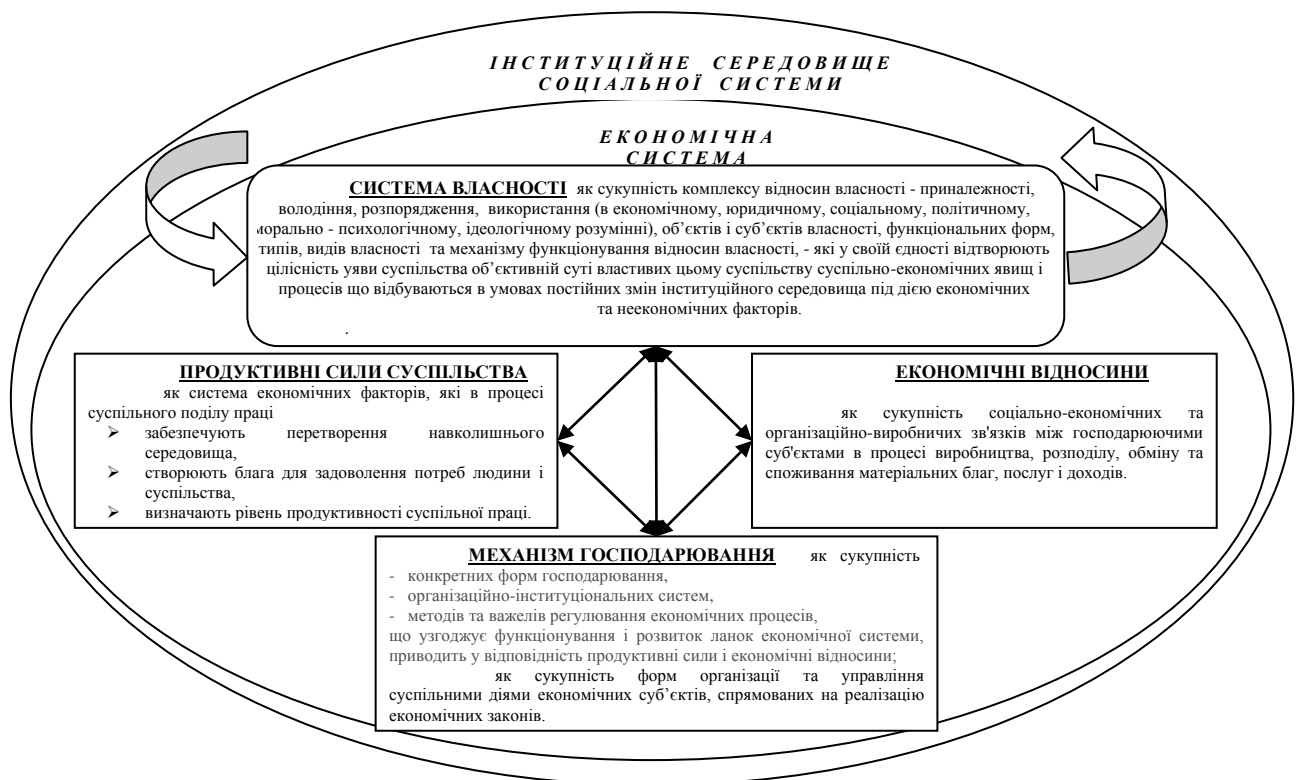 ІНСТИТУЦІЙНЕ СЕРЕДОВИЩЕ
СОЦІАЛЬНОЇ СИСТЕМИ
ЕКОНОМІЧНА
СИСТЕМА
СИСТЕМА ВЛАСНОСТІ як сукупність комплексу відносин власності - приналежності,
володіння, розпорядження, використання (в економічному, юридичному, соціальному, політичному,
морально - психологічному, ідеологічному розумінні), об’єктів і суб’єктів власності, функціональних форм,
типів, видів власності та механізму функціонування відносин власності, - які у своїй єдності відтворюють
цілісність уяви суспільства об’єктивній суті властивих цьому суспільству суспільно-економічних явищ і
процесів що відбуваються в умовах постійних змін інституційного середовища під дією економічних
та неекономічних факторів.
.
ПРОДУКТИВНІ СИЛИ СУСПІЛЬСТВА
як система економічних факторів, які в процесі
суспільного поділу праці
➢ забезпечують перетворення навколишнього
середовища,
➢ створюють блага для задоволення потреб людини і
суспільства,
➢ визначають рівень продуктивності суспільної праці.
ЕКОНОМІЧНІ ВІДНОСИНИ
як сукупність соціально-економічних та
організаційно-виробничих зв'язків між господарюючими
суб'єктами в процесі виробництва, розподілу, обміну та
споживання матеріальних благ, послуг і доходів.
МЕХАНІЗМ ГОСПОДАРЮВАННЯ як сукупність
- конкретних форм господарювання,
- організаційно-інституціональних систем,
- методів та важелів регулювання економічних процесів,
що узгоджує функціонування і розвиток ланок економічної системи,
приводить у відповідність продуктивні сили і економічні відносини;
як сукупність форм організації та управління
суспільними діями економічних суб’єктів, спрямованих на реалізацію
економічних законів.